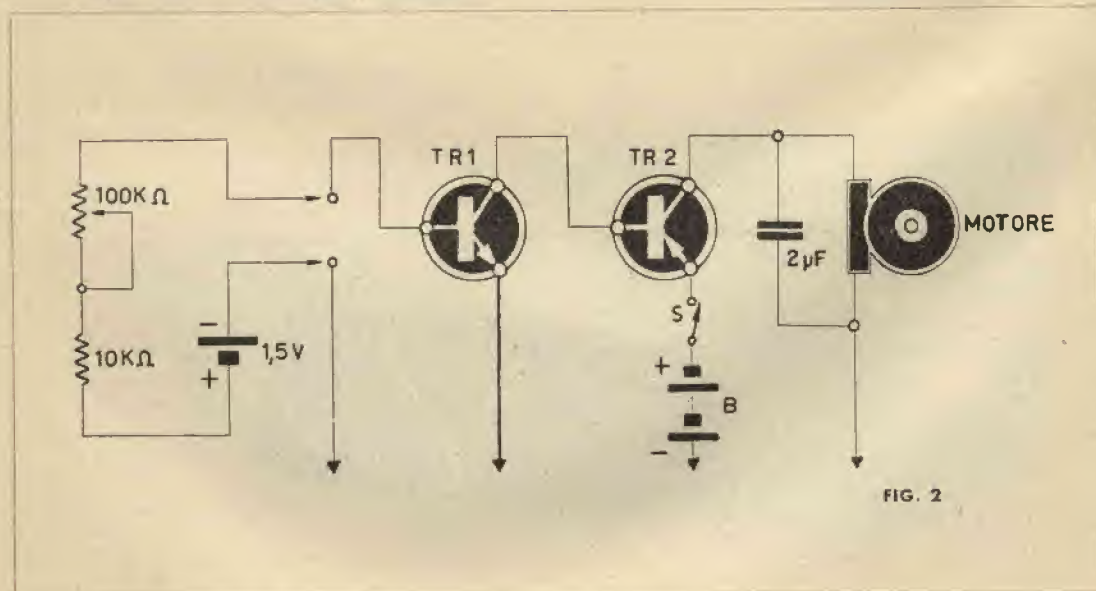 100KΩ
10KΩ
-
+
1,5V
TR1
TR2
S
+
B
-
2µF
MOTORE
FIG. 2